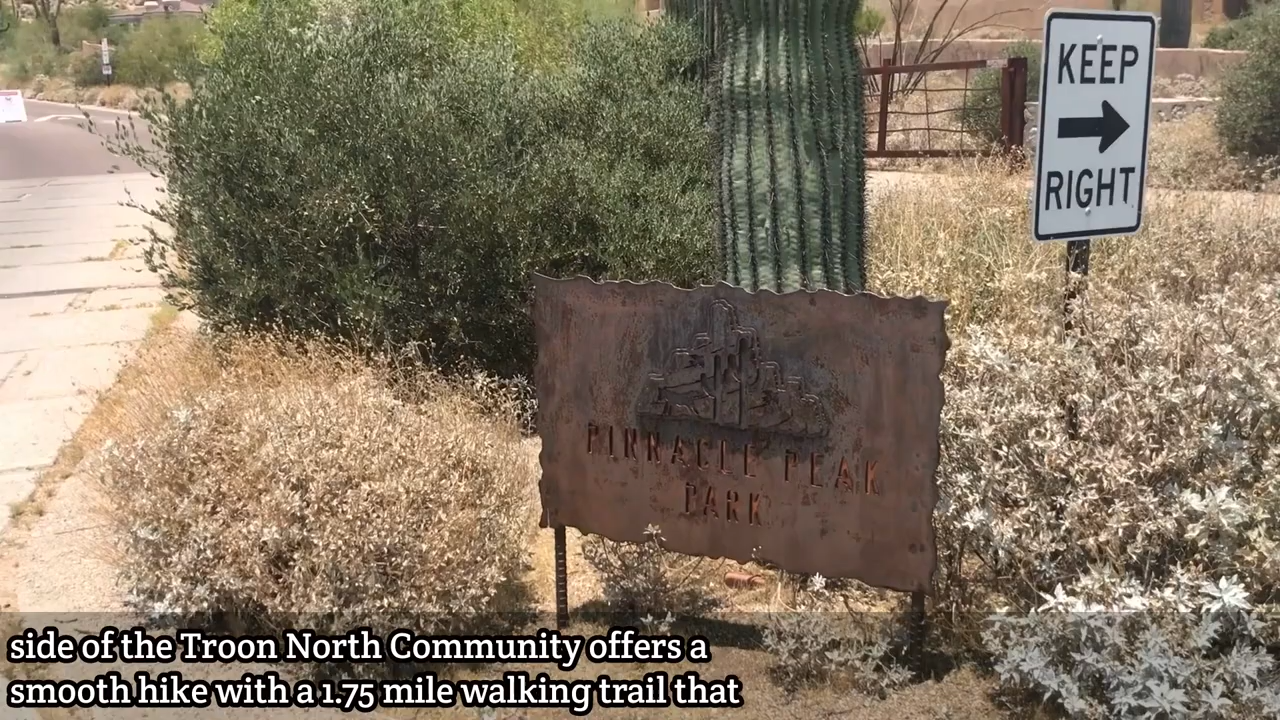 KEEP
RIGHT
PINNACLE PEAK
PARK
side of the Troon North Community offers a
smooth hike with a 1.75 mile walking trail that